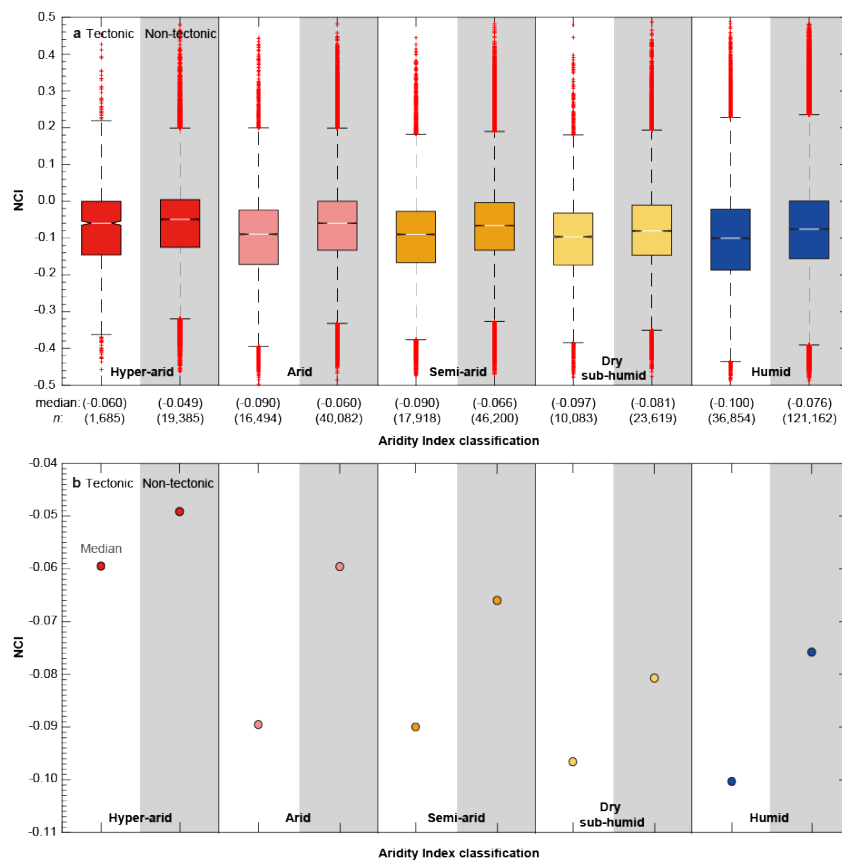 a Tectonic Non-tectonic
0.5
0.4
0.3
0.2
0.1
0.0
-0.1
-0.2
-0.3
-0.4
-0.5
NCI
Hyper-arid Arid Semi-arid Dry sub-humid Humid
median: (-0.060) (-0.049) (-0.090) (-0.060) (-0.090) (-0.066) (-0.097) (-0.081) (-0.100) (-0.076)
n: (1,685) (19,385) (16,494) (40,082) (17,918) (46,200) (10,083) (23,619) (36,854) (121,162)
Aridity Index classification
b Tectonic Non-tectonic
-0.04
-0.05
-0.06
-0.07
-0.08
-0.09
-0.10
-0.11
NCI
Median
Hyper-arid Arid Semi-arid Dry sub-humid Humid
Aridity Index classification